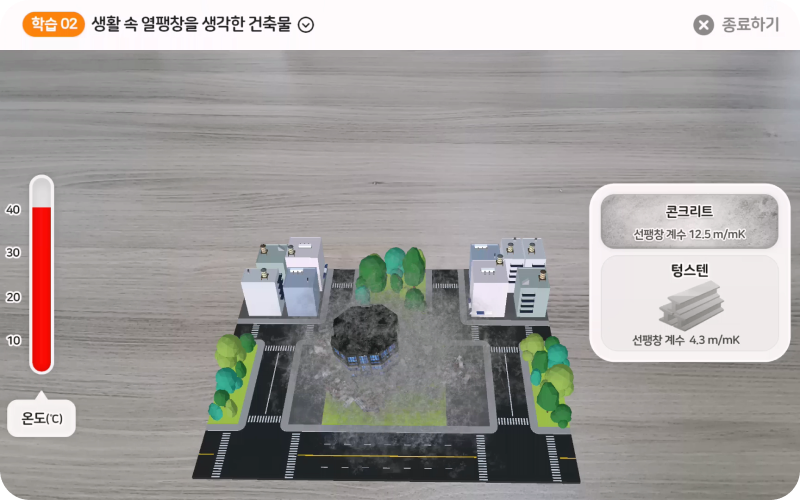 학습 02 생활 속 열팽창을 생각한 건축물
종료하기
40
30
20
10
온도(℃)
콘크리트
선팽창 계수 12.5 m/mK
텅스텐
선팽창 계수 4.3 m/mK